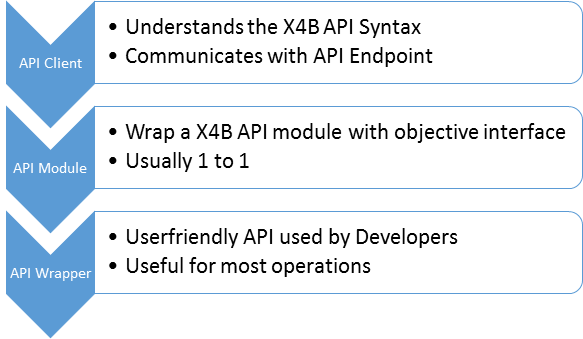 API Client
• Understands the X4B API Syntax
• Communicates with API Endpoint
API Module
• Wrap a X4B API module with objective interface
• Usually 1 to 1
API Wrapper
• Userfriendly API used by Developers
• Useful for most operations